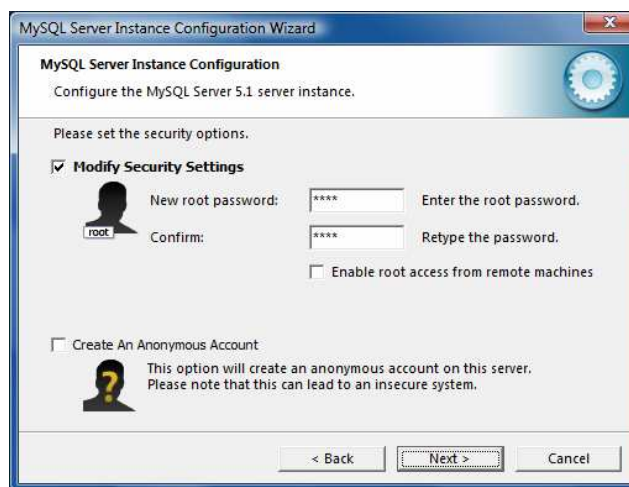 MySQL Server Instance Configuration Wizard
MySQL Server Instance Configuration
Configure the MySQL Server 5.1 server instance.
Please set the security options.
Modify Security Settings
New root password: **** Enter the root password.
root
Confirm: **** Retype the password.
Enable root access from remote machines
Create An Anonymous Account
This option will create an anonymous account on this server.
Please note that this can lead to an insecure system.
< Back Next > Cancel